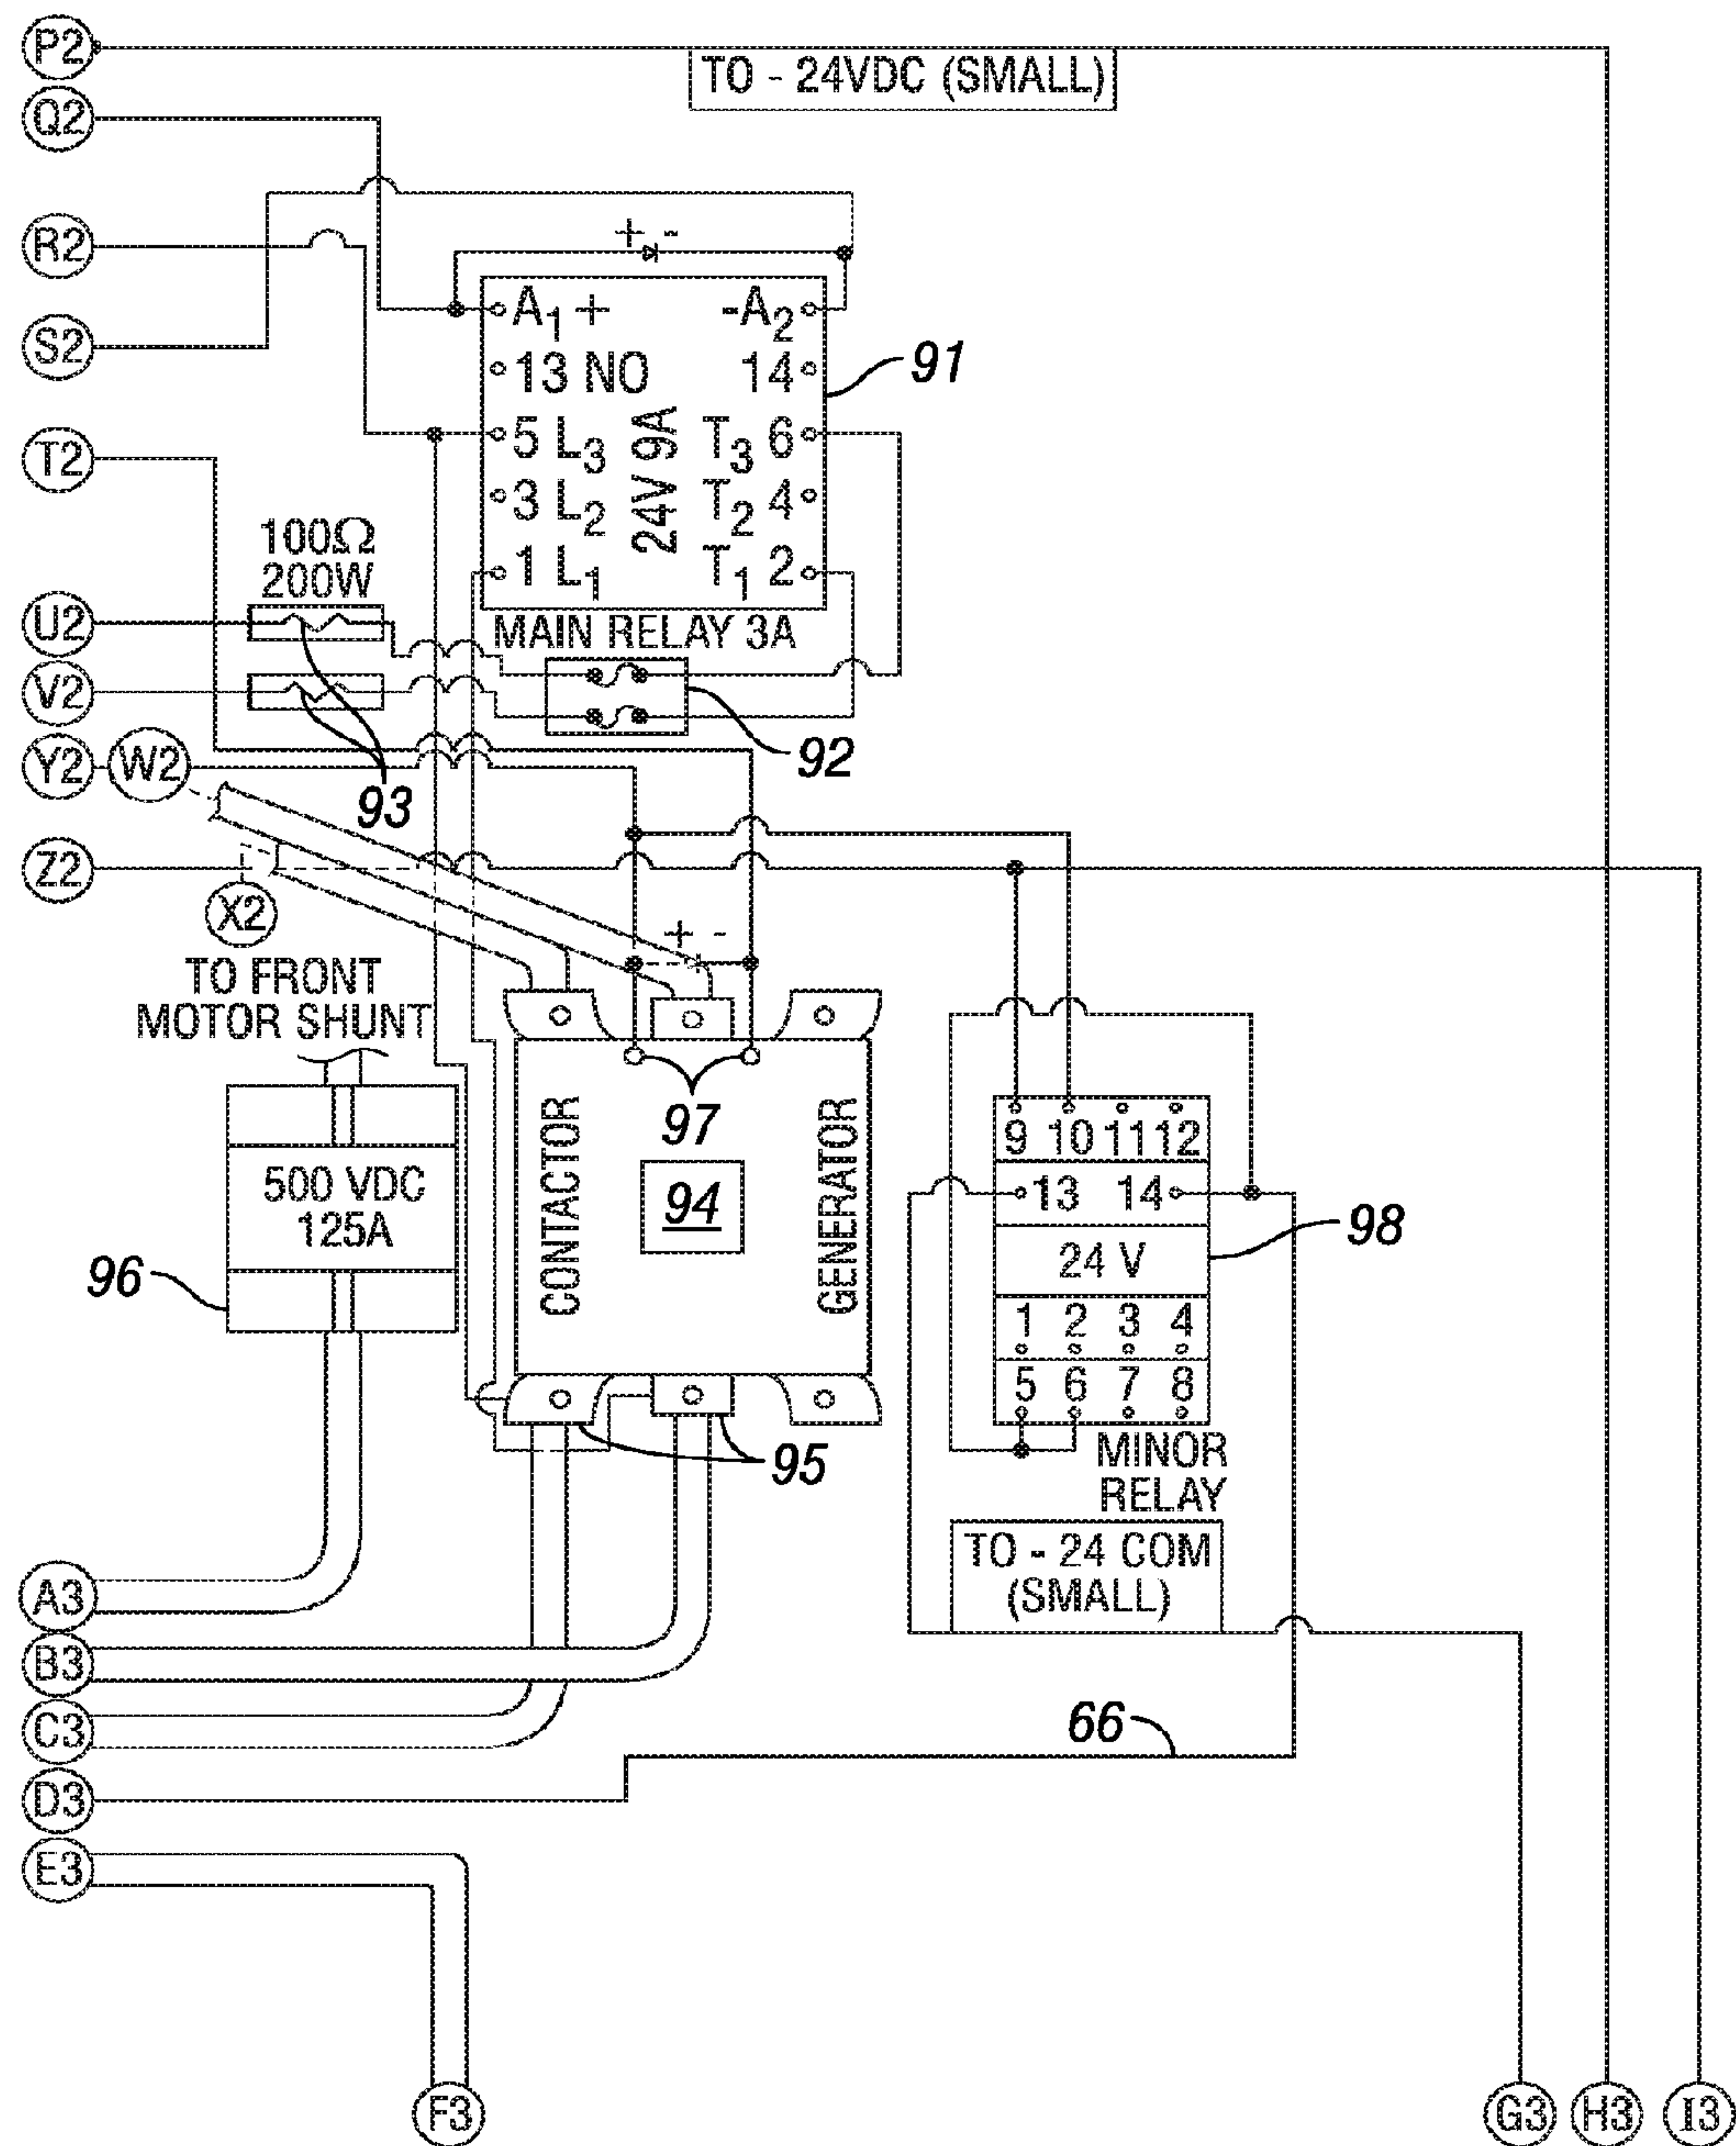 P2
TO - 24VDC (SMALL)
Q2
R2
+ -
S2
A1 + -A2
13 NO 14
91
5 L3 T3 6
24V 9A
3 L2 T2 4
1 L1 T1 2
T2
100Ω
200W
MAIN RELAY 3A
U2
V2
92
Y2 W2
93
Z2
X2
+ -
TO FRONT
MOTOR SHUNT
97
9 10 11 12
500 VDC
125A
CONTACTOR
94
GENERATOR
13 14
98
24 V
96
1 2 3 4
5 6 7 8
95
MINOR
RELAY
TO - 24 COM
(SMALL)
A3
B3
C3
66
D3
E3
F3
G3 H3 I3